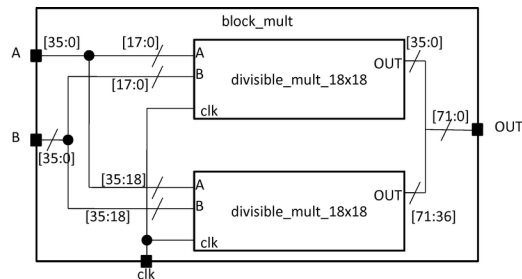 block_mult
[35:0]
[17:0]
[35:0]
A
A
B
OUT
[17:0]
divisible_mult_18x18
clk
[71:0]
OUT
B
[35:0]
[35:18]
A
B
OUT
[35:18]
divisible_mult_18x18
[71:36]
clk
clk